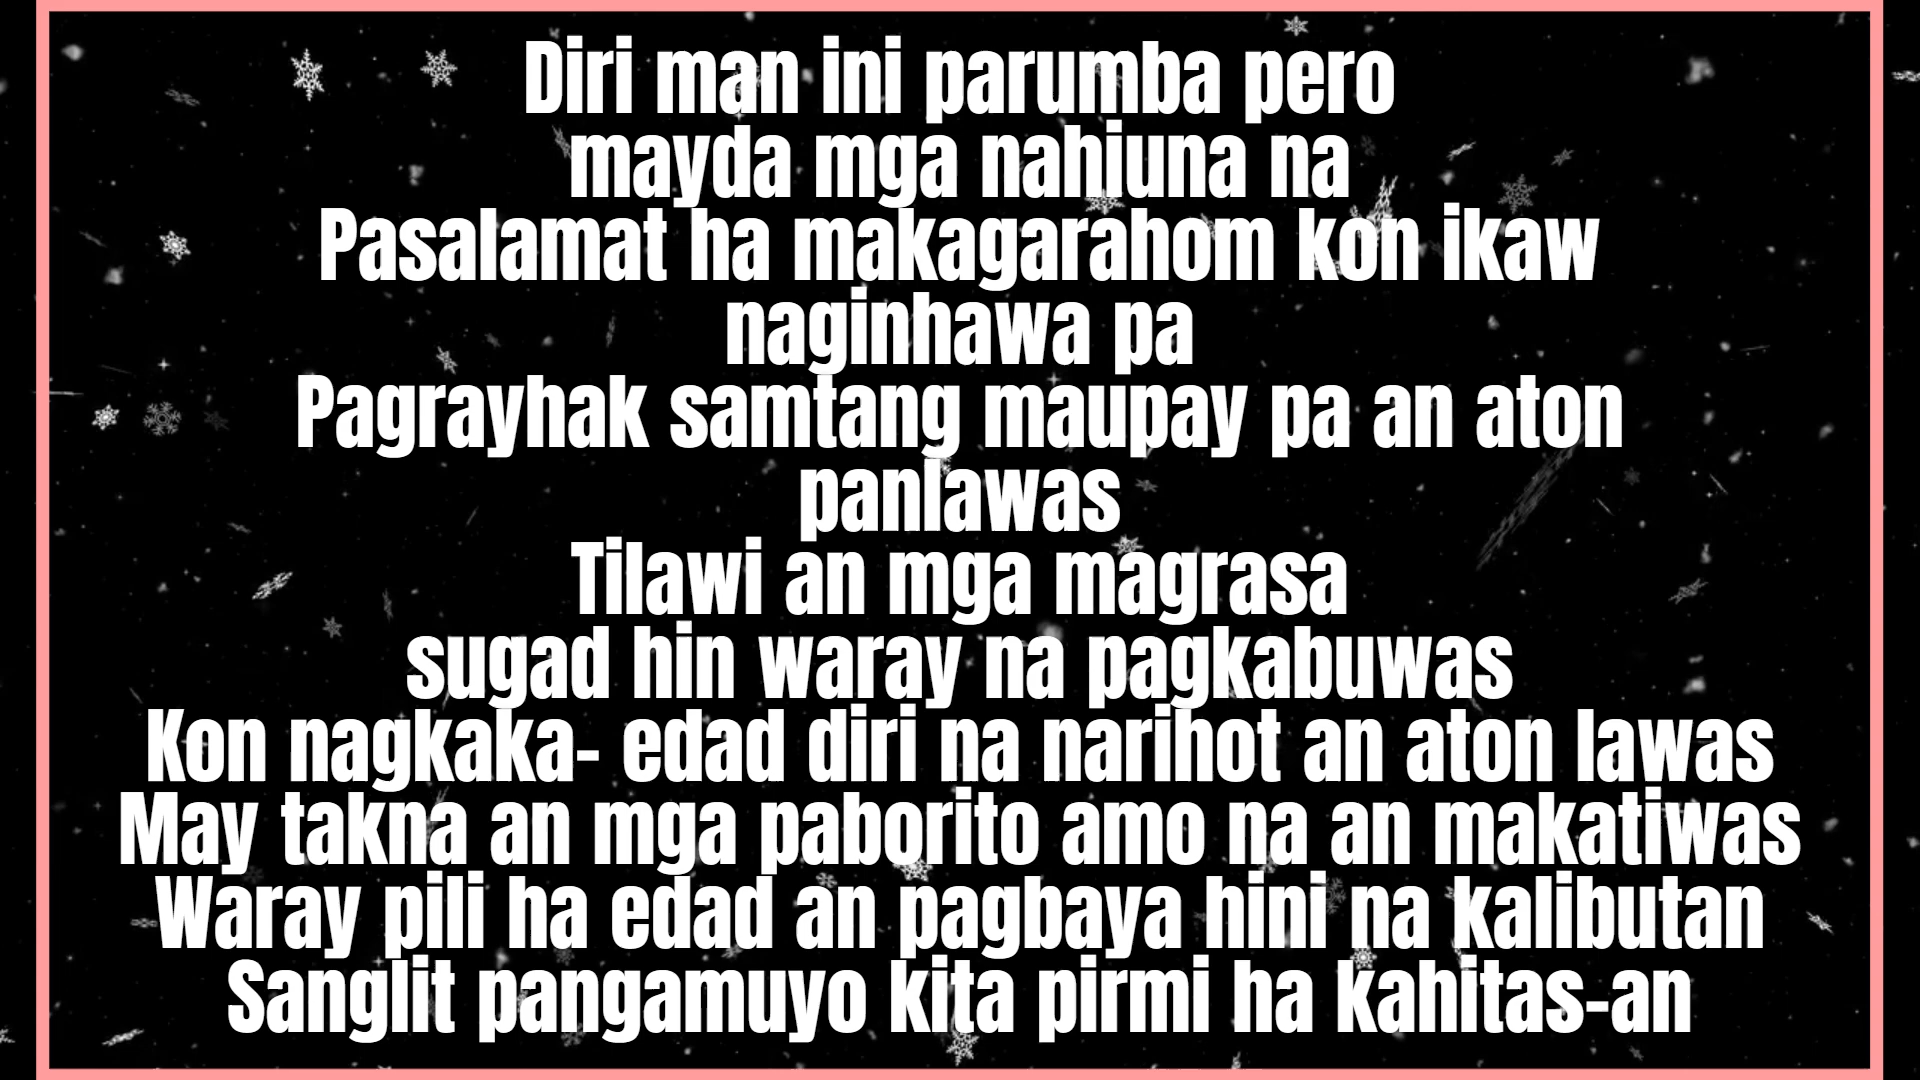 Diri man ini parumba pero
mayda mga nahiuna na
Pasalamat ha makagarahom kon ikaw
naginhawa pa
Pagrayhak samtang maupay pa an aton
panlawas
Tilawi an mga magrasa
sugad hin waray na pagkabuwas
Kon nagkaka- edad diri na narihot an aton lawas
May takna an mga paborito amo na an makatiwas
Waray pili ha edad an pagbaya hini na kalibutan
Sanglit pangamuyo kita pirmi ha kahitas-an